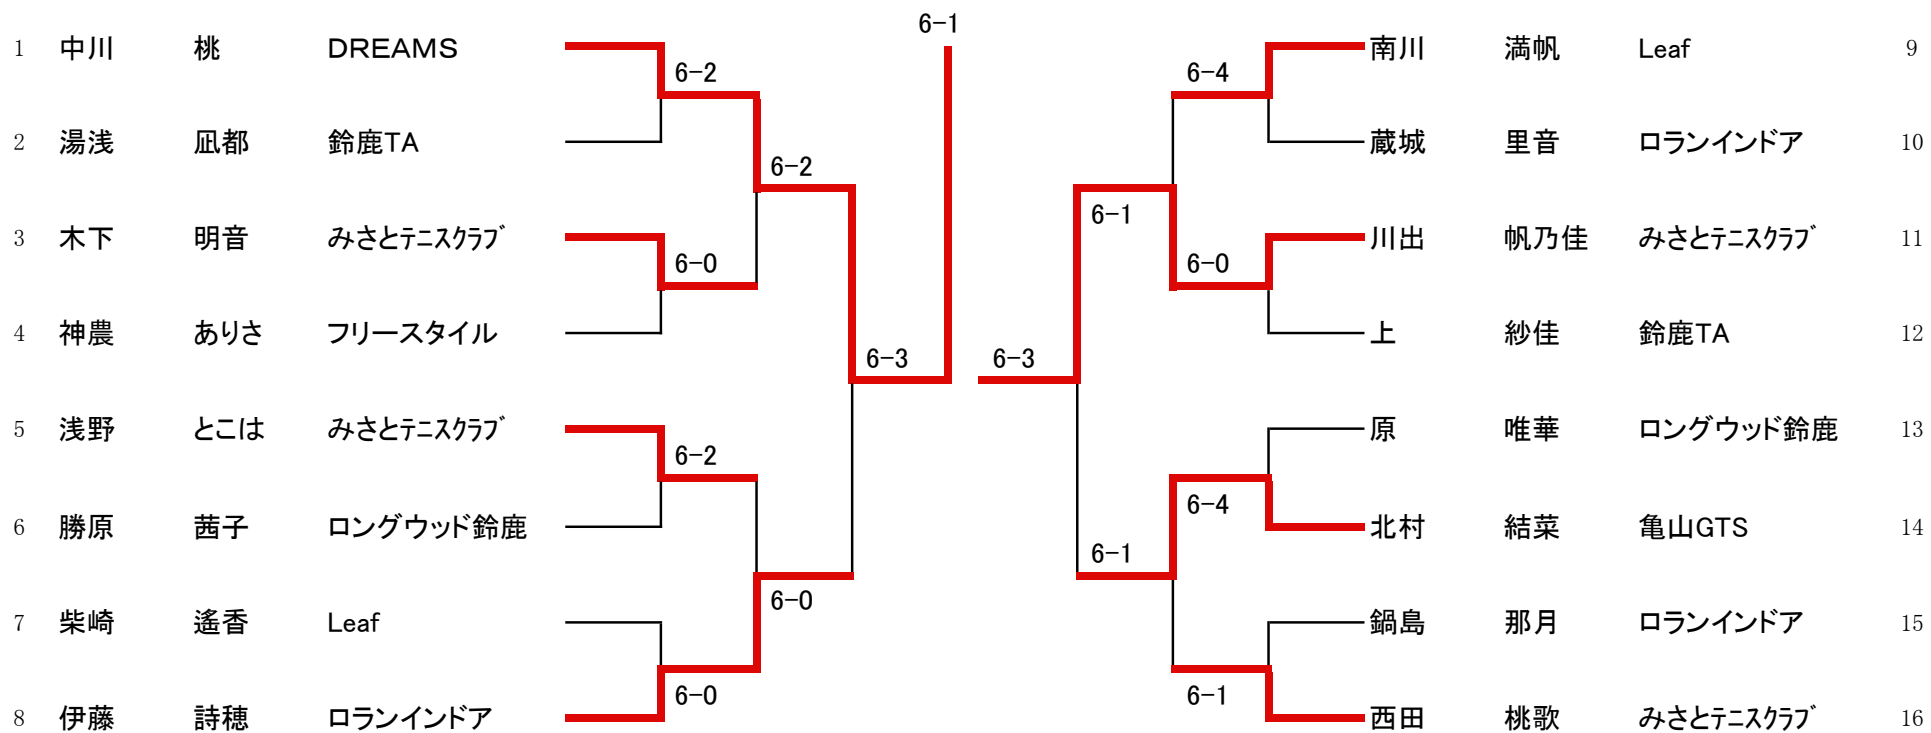 6-1
1 中川 桃 DREAMS
6-2
2 湯浅 凪都 鈴鹿TA
6-2
3 木下 明音 みさとテニスクラブ
6-0
4 神農 ありさ フリースタイル
6-3
5 浅野 とこは みさとテニスクラブ
6-2
6 勝原 茜子 ロングウッド鈴鹿
6-0
7 柴崎 遙香 Leaf
6-0
8 伊藤 詩穂 ロランインドア
南川 満帆 Leaf 9
6-4
蔵城 里音 ロランインドア 10
6-1
川出 帆乃佳 みさとテニスクラブ 11
6-0
上 紗佳 鈴鹿TA 12
6-3
原 唯華 ロングウッド鈴鹿 13
6-4
北村 結菜 亀山GTS 14
6-1
鍋島 那月 ロランインドア 15
6-1
西田 桃歌 みさとテニスクラブ 16